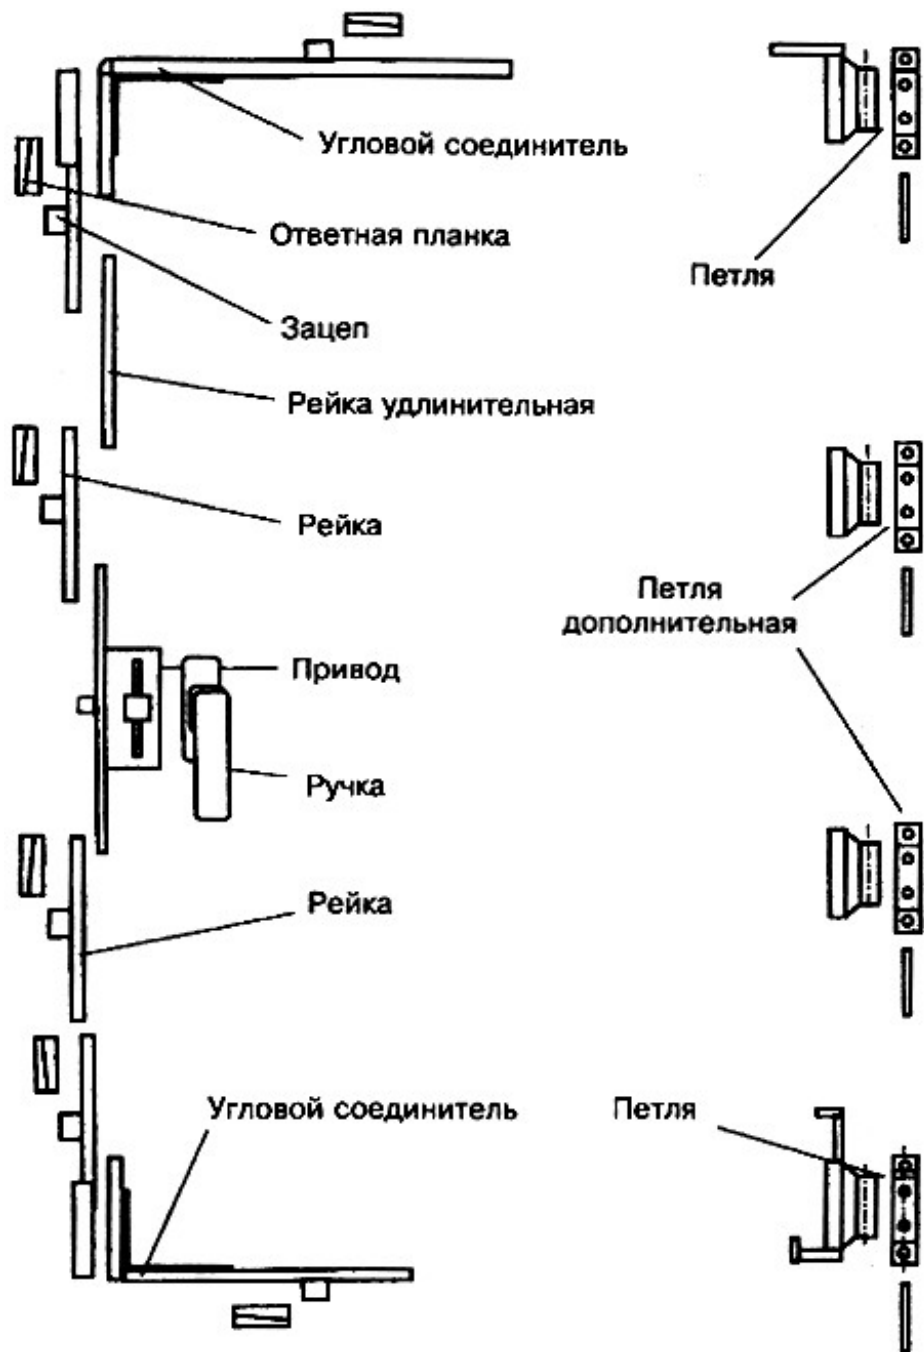 Угловой соединитель
Ответная планка
Петля
Зацеп
Рейка удлинительная
Рейка
Петля
дополнительная
Привод
Ручка
Рейка
Угловой соединитель
Петля